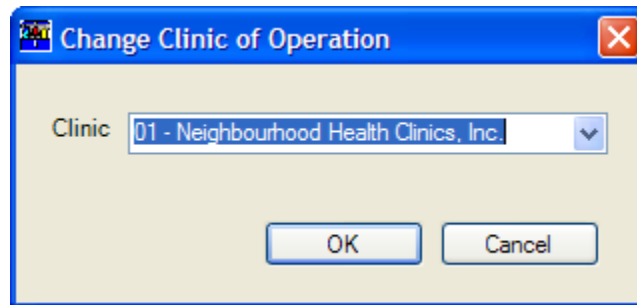 Change Clinic of Operation
Clinic 01 - Neighbourhood Health Clinics, Inc.
OK Cancel